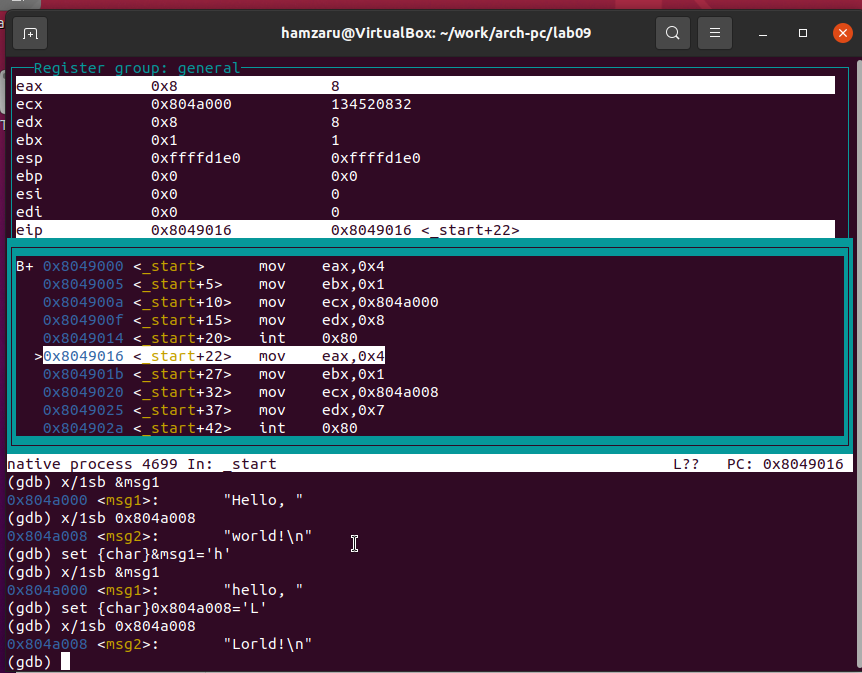 hamzaru@VirtualBox: ~/work/arch-pc/lab09
Register group: general
eax 0x8 8
ecx 0x804a000 134520832
edx 0x8 8
ebx 0x1 1
esp 0xffffd1e0 0xffffd1e0
ebp 0x0 0x0
esi 0x0 0
edi 0x0 0
eip 0x8049016 0x8049016 <_start+22>
B+ 0x8049000 <_start> mov eax,0x4
0x8049005 <_start+5> mov ebx,0x1
0x804900a <_start+10> mov ecx,0x804a000
0x804900f <_start+15> mov edx,0x8
0x8049014 <_start+20> int 0x80
>0x8049016 <_start+22> mov eax,0x4
0x804901b <_start+27> mov ebx,0x1
0x8049020 <_start+32> mov ecx,0x804a008
0x8049025 <_start+37> mov edx,0x7
0x804902a <_start+42> int 0x80
native process 4699 In: _start L?? PC: 0x8049016
(gdb) x/1sb &msg1
0x804a000 <msg1>: "Hello, "
(gdb) x/1sb 0x804a008
0x804a008 <msg2>: "world!\n"
(gdb) set {char}&msg1='h'
(gdb) x/1sb &msg1
0x804a000 <msg1>: "hello, "
(gdb) set {char}0x804a008='L'
(gdb) x/1sb 0x804a008
0x804a008 <msg2>: "Lorld!\n"
(gdb)